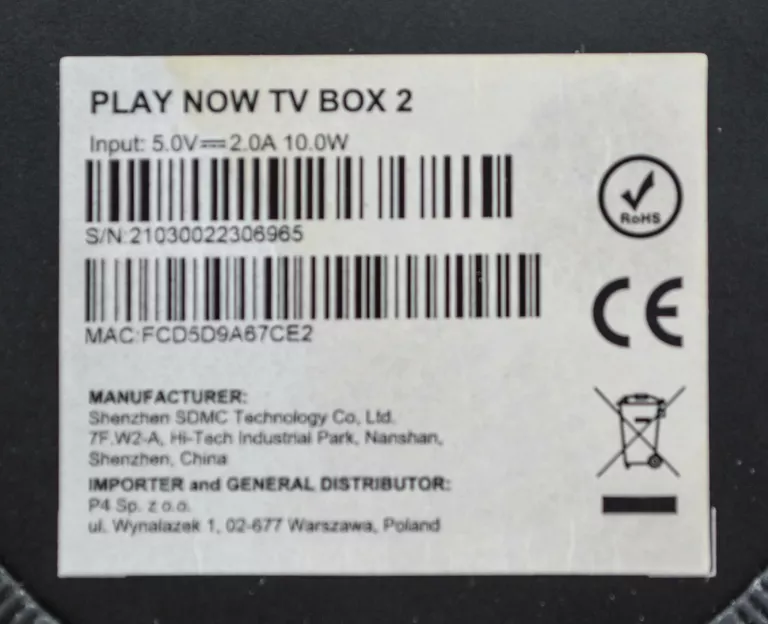 PLAY NOW TV BOX 2
Input: 5.0V⎓2.0A 10.0W
S/N:21030022306965
RoHS
MAC:FCD5D9A67CE2
CE
MANUFACTURER:
Shenzhen SDMC Technology Co, Ltd.
7F.W2-A, Hi-Tech Industrial Park, Nanshan,
Shenzhen, China
IMPORTER and GENERAL DISTRIBUTOR:
P4 Sp. z o.o.
ul. Wynalazek 1, 02-677 Warszawa, Poland